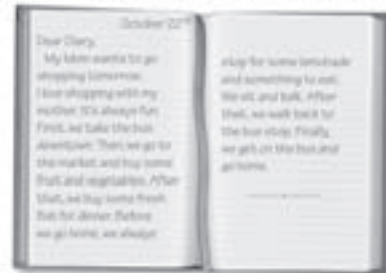 October 22nd
Dear Diary,
My Mom wants to go
shopping tomorrow.
I love shopping with my
mother. It's always fun.
First, we take the bus
downtown. Then, we go to
the market and buy some
fruit and vegetables. After
that, we buy some fresh
fish for dinner. Before
we go home, we always
stop for some lemonade
and something to eat.
We sit and talk. After
that, we walk back to
the bus stop. Finally,
we get on the bus and
go home.